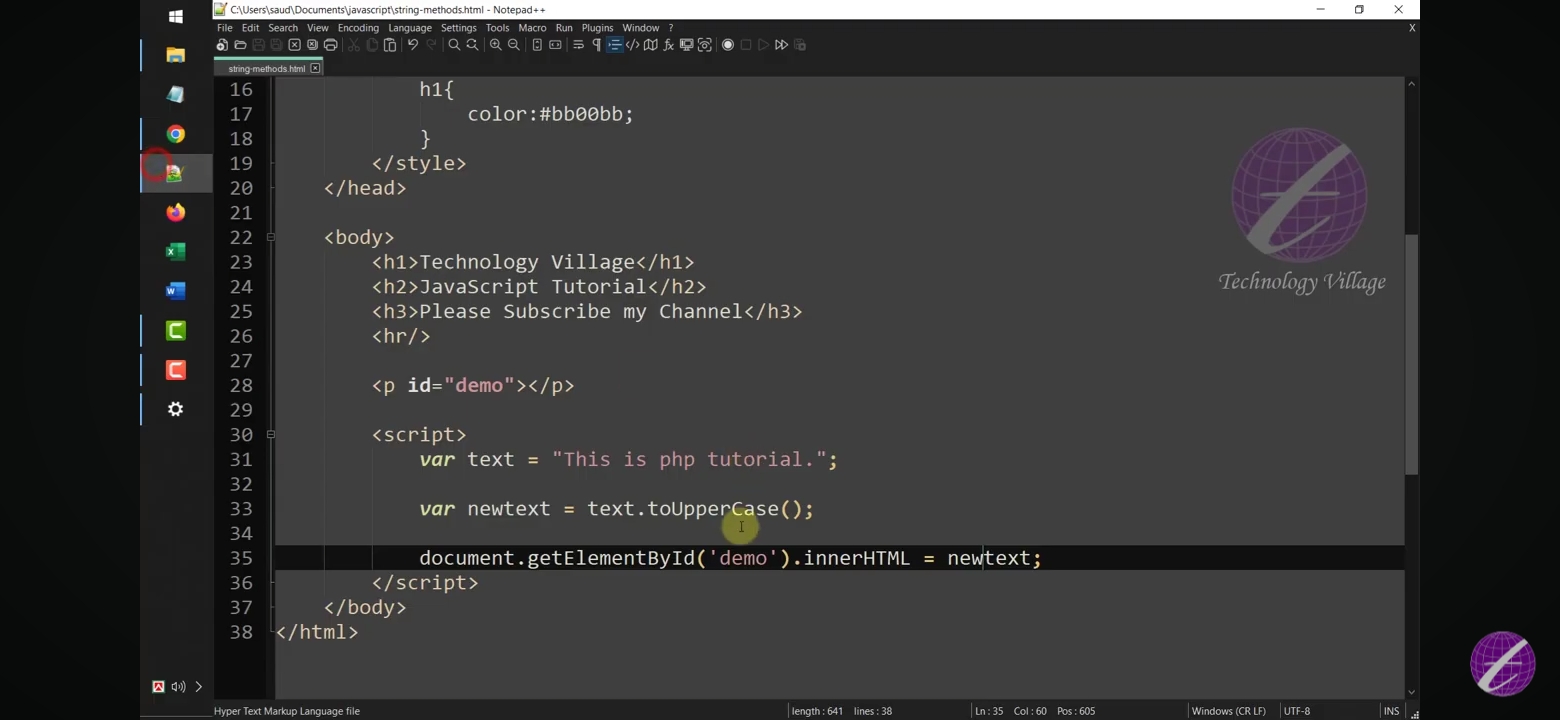 C:\Users\saud\Documents\javascript\string-methods.html - Notepad++
File Edit Search View Encoding Language Settings Tools Macro Run Plugins Window ? X
string-methods.html
16 h1{
17 color:#bb00bb;
18 }
19 </style>
20 </head>
21
22 <body>
23 <h1>Technology Village</h1>
24 <h2>JavaScript Tutorial</h2>
25 <h3>Please Subscribe my Channel</h3>
26 <hr/>
27
28 <p id="demo"></p>
29
30 <script>
31 var text = "This is php tutorial.";
32
33 var newtext = text.toUpperCase();
34
35 document.getElementById('demo').innerHTML = newtext;
36 </script>
37 </body>
38 </html>
Technology Village
Hyper Text Markup Language file length : 641 lines : 38 Ln : 35 Col : 60 Pos : 605 Windows (CR LF) UTF-8 INS